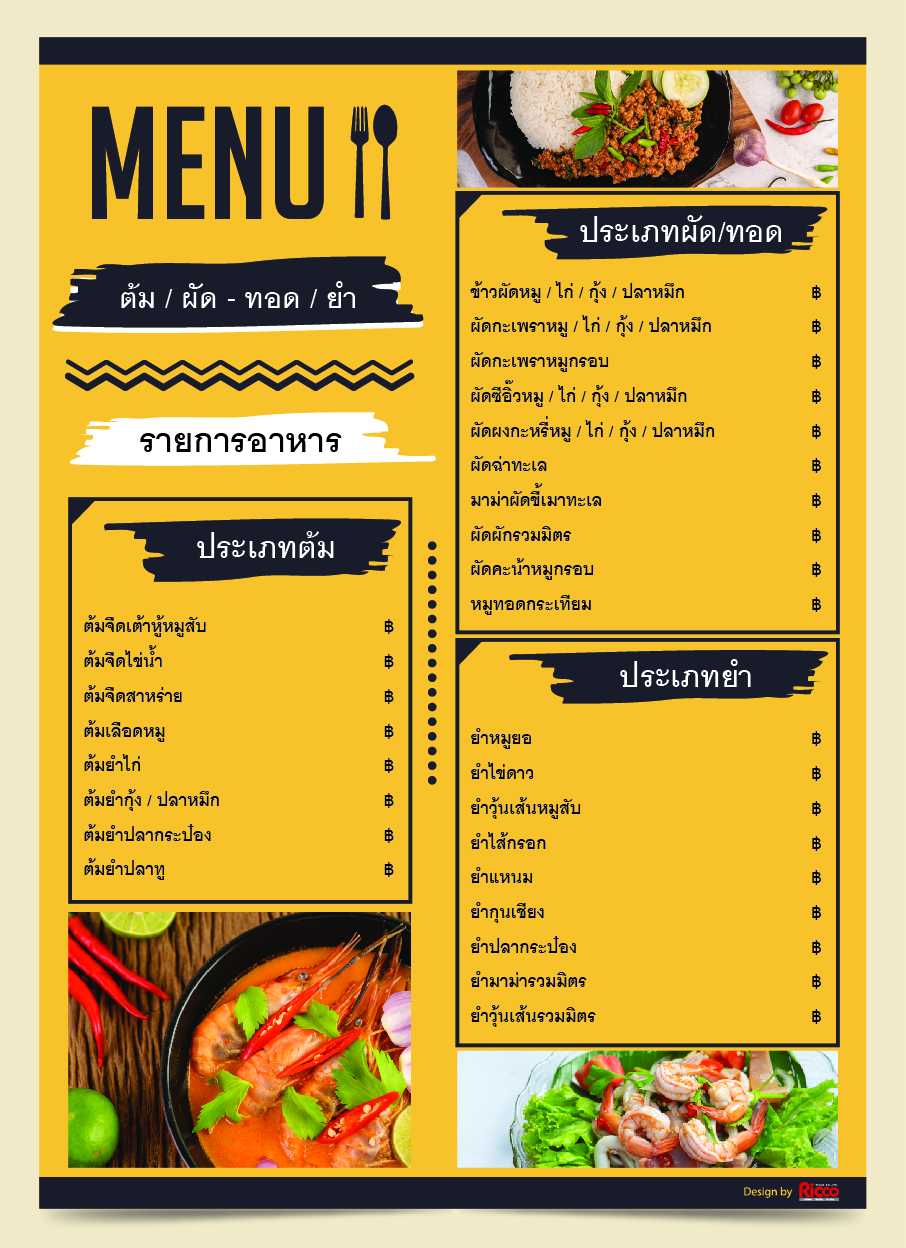 MENU
ต้ม / ผัด - ทอด / ยำ
รายการอาหาร
ประเภทต้ม
ต้มจืดเต้าหู้หมูสับ ฿
ต้มจืดไข่น้ำ ฿
ต้มจืดสาหร่าย ฿
ต้มเลือดหมู ฿
ต้มยำไก่ ฿
ต้มยำกุ้ง / ปลาหมึก ฿
ต้มยำปลากระป๋อง ฿
ต้มยำปลาทู ฿
ประเภทผัด/ทอด
ข้าวผัดหมู / ไก่ / กุ้ง / ปลาหมึก ฿
ผัดกะเพราหมู / ไก่ / กุ้ง / ปลาหมึก ฿
ผัดกะเพราหมูกรอบ ฿
ผัดซีอิ๊วหมู / ไก่ / กุ้ง / ปลาหมึก ฿
ผัดผงกะหรี่หมู / ไก่ / กุ้ง / ปลาหมึก ฿
ผัดฉ่าทะเล ฿
มาม่าผัดขี้เมาทะเล ฿
ผัดผักรวมมิตร ฿
ผัดคะน้าหมูกรอบ ฿
หมูทอดกระเทียม ฿
ประเภทยำ
ยำหมูยอ ฿
ยำไข่ดาว ฿
ยำวุ้นเส้นหมูสับ ฿
ยำไส้กรอก ฿
ยำแหนม ฿
ยำกุนเชียง ฿
ยำปลากระป๋อง ฿
ยำมาม่ารวมมิตร ฿
ยำวุ้นเส้นรวมมิตร ฿
Design by Ricco